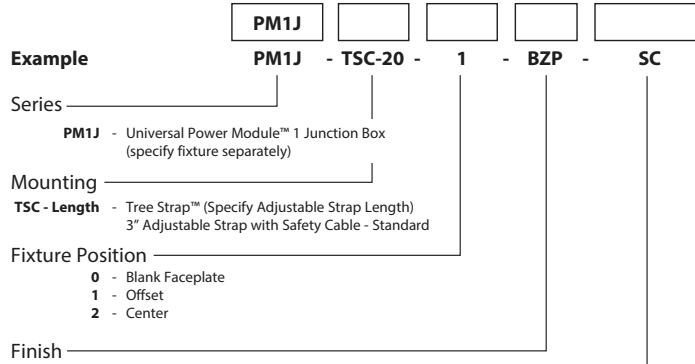 PM1J
Example PM1J - TSC-20 - 1 - BZP - SC
Series
PM1J - Universal Power Module™ 1 Junction Box
(specify fixture separately)
Mounting
TSC - Length - Tree Strap™ (Specify Adjustable Strap Length)
3” Adjustable Strap with Safety Cable - Standard
Fixture Position
0 - Blank Faceplate
1 - Offset
2 - Center
Finish